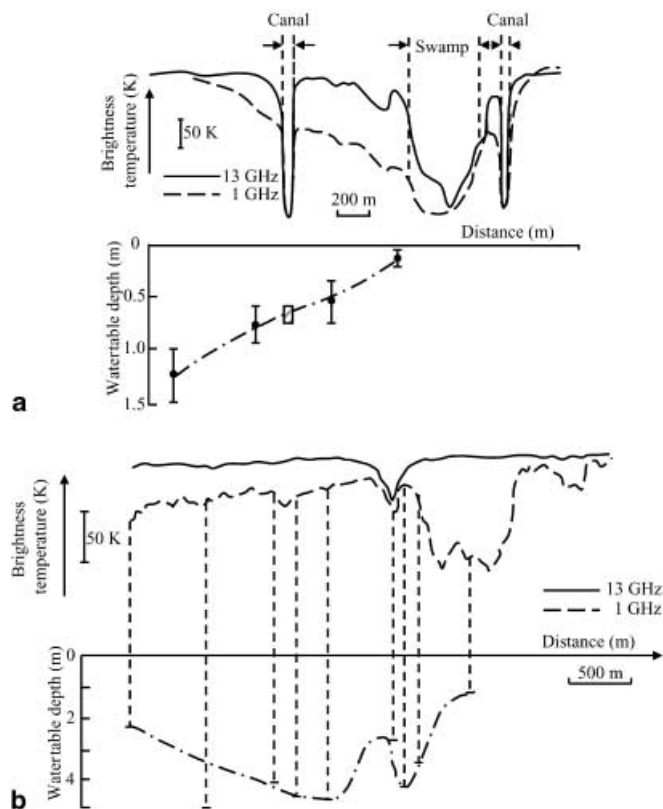 Canal
Canal
Swamp
Brightness
temperature (K)
50 K
13 GHz
1 GHz
200 m
Distance (m)
Watertable depth (m)
0
0.5
1.0
1.5
a
Brightness
temperature (K)
50 K
13 GHz
1 GHz
Distance (m)
500 m
Watertable depth (m)
0
2
4
b